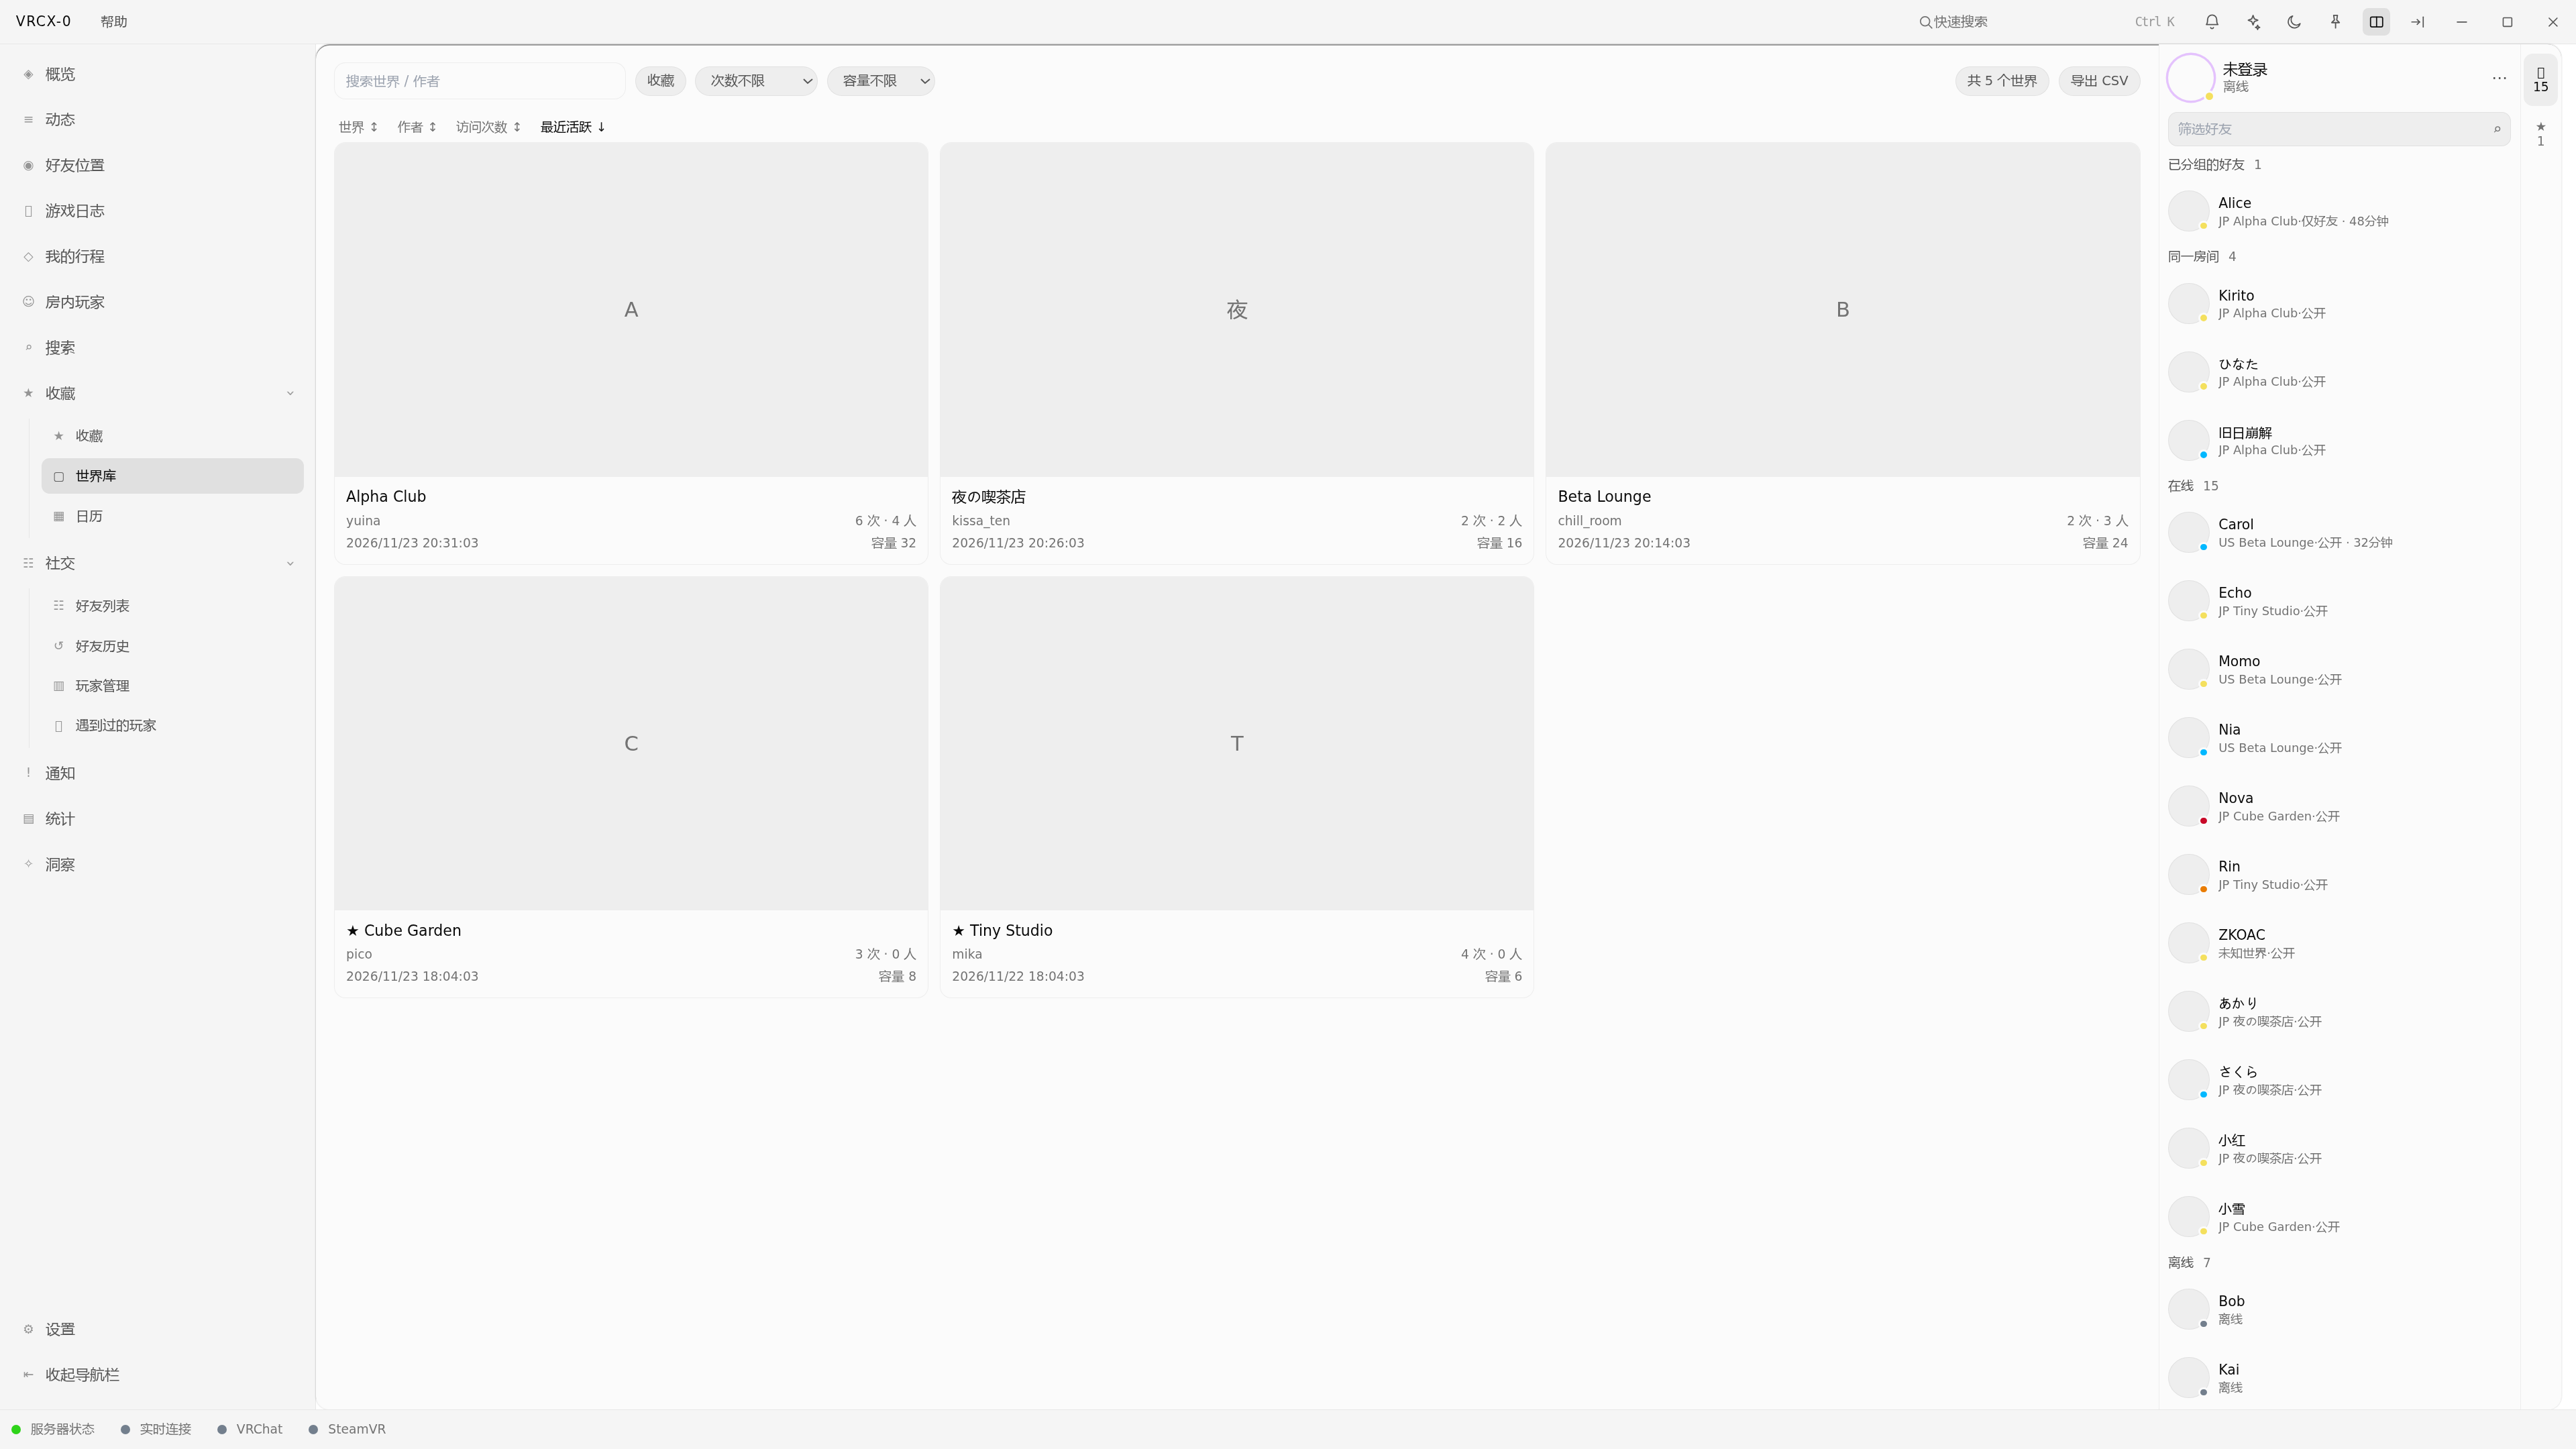 VRCX-0 帮助 快速搜索 Ctrl K
概览
动态
好友位置
游戏日志
我的行程
房内玩家
搜索
收藏
收藏
世界库
日历
社交
好友列表
好友历史
玩家管理
遇到过的玩家
通知
统计
洞察
设置
收起导航栏
搜索世界 / 作者 收藏 次数不限 容量不限 共 5 个世界 导出 CSV
世界 ↕ 作者 ↕ 访问次数 ↕ 最近活跃 ↓
A
Alpha Club
yuina 6 次 · 4 人
2026/11/23 20:31:03 容量 32
夜
夜の喫茶店
kissa_ten 2 次 · 2 人
2026/11/23 20:26:03 容量 16
B
Beta Lounge
chill_room 2 次 · 3 人
2026/11/23 20:14:03 容量 24
C
★ Cube Garden
pico 3 次 · 0 人
2026/11/23 18:04:03 容量 8
T
★ Tiny Studio
mika 4 次 · 0 人
2026/11/22 18:04:03 容量 6
未登录
离线
筛选好友
已分组的好友 1
Alice
JP Alpha Club·仅好友 · 48分钟
同一房间 4
Kirito
JP Alpha Club·公开
ひなた
JP Alpha Club·公开
旧日崩解
JP Alpha Club·公开
在线 15
Carol
US Beta Lounge·公开 · 32分钟
Echo
JP Tiny Studio·公开
Momo
US Beta Lounge·公开
Nia
US Beta Lounge·公开
Nova
JP Cube Garden·公开
Rin
JP Tiny Studio·公开
ZKOAC
未知世界·公开
あかり
JP 夜の喫茶店·公开
さくら
JP 夜の喫茶店·公开
小红
JP 夜の喫茶店·公开
小雪
JP Cube Garden·公开
离线 7
Bob
离线
Kai
离线
15
★
1
服务器状态 实时连接 VRChat SteamVR